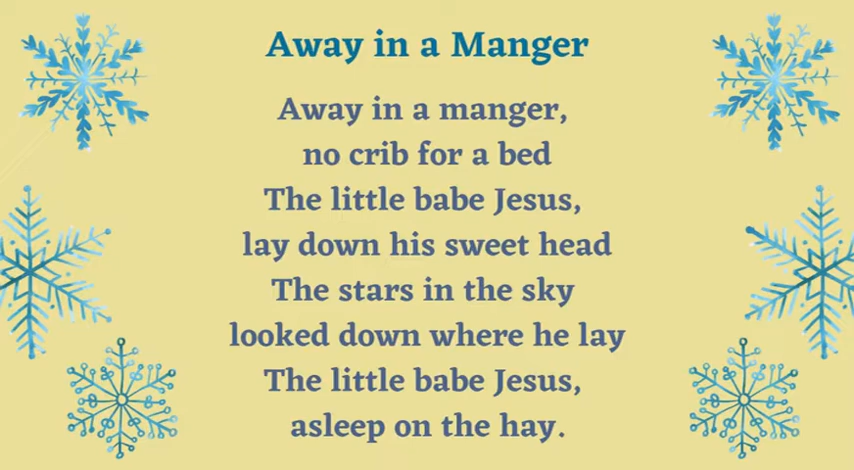 Away in a Manger
Away in a manger,
no crib for a bed
The little babe Jesus,
lay down his sweet head
The stars in the sky
looked down where he lay
The little babe Jesus,
asleep on the hay.